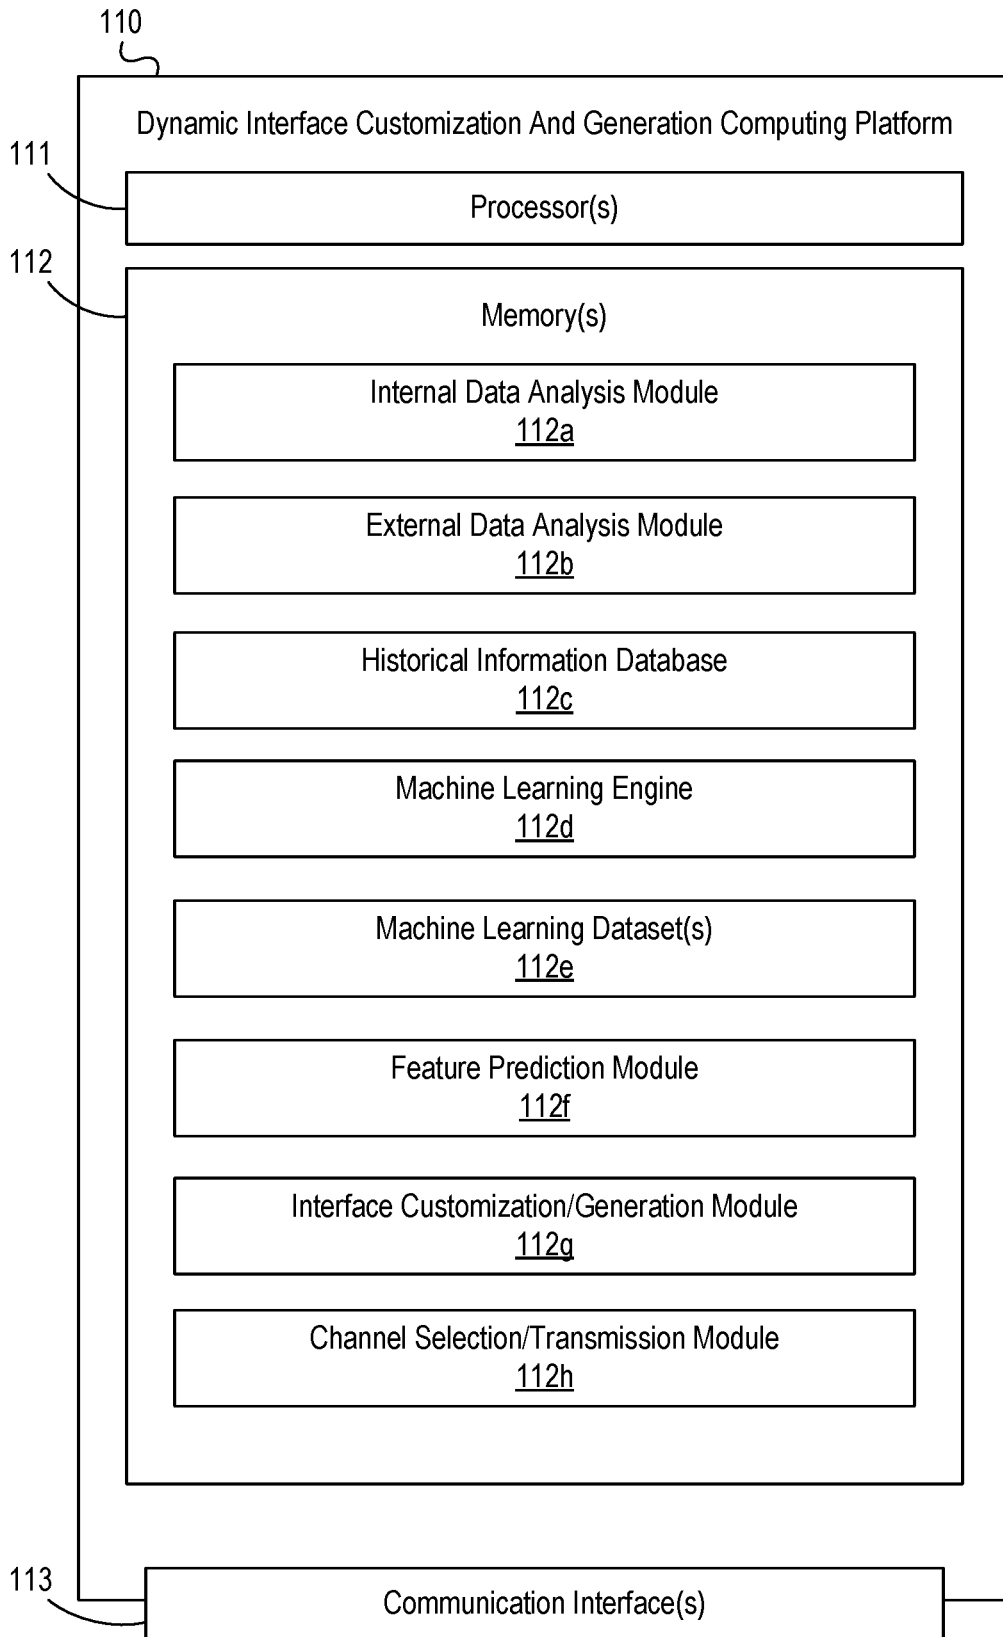 110
Dynamic Interface Customization And Generation Computing Platform
111
Processor(s)
112
Memory(s)
Internal Data Analysis Module
112a
External Data Analysis Module
112b
Historical Information Database
112c
Machine Learning Engine
112d
Machine Learning Dataset(s)
112e
Feature Prediction Module
112f
Interface Customization/Generation Module
112g
Channel Selection/Transmission Module
112h
113
Communication Interface(s)